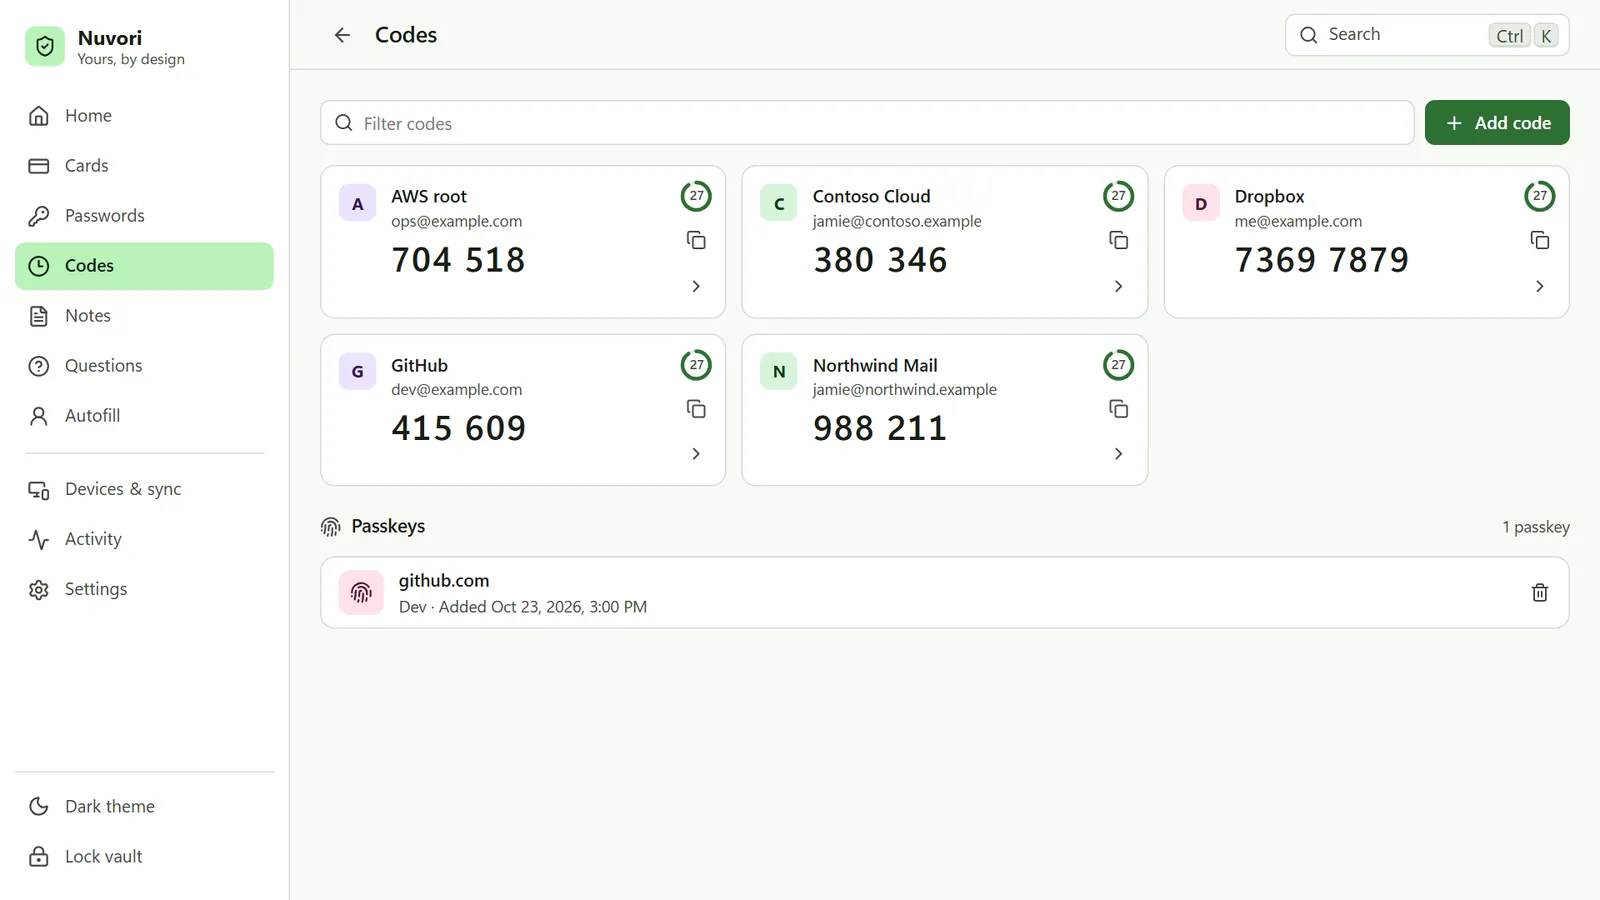 Nuvori
Yours, by design
Home
Cards
Passwords
Codes
Notes
Questions
Autofill
Devices & sync
Activity
Settings
Dark theme
Lock vault
Codes
Search
Ctrl K
Filter codes
Add code
A
AWS root
27
ops@example.com
704 518
C
Contoso Cloud
27
jamie@contoso.example
380 346
D
Dropbox
27
me@example.com
7369 7879
G
GitHub
27
dev@example.com
415 609
N
Northwind Mail
27
jamie@northwind.example
988 211
Passkeys
1 passkey
github.com
Dev · Added Oct 23, 2026, 3:00 PM